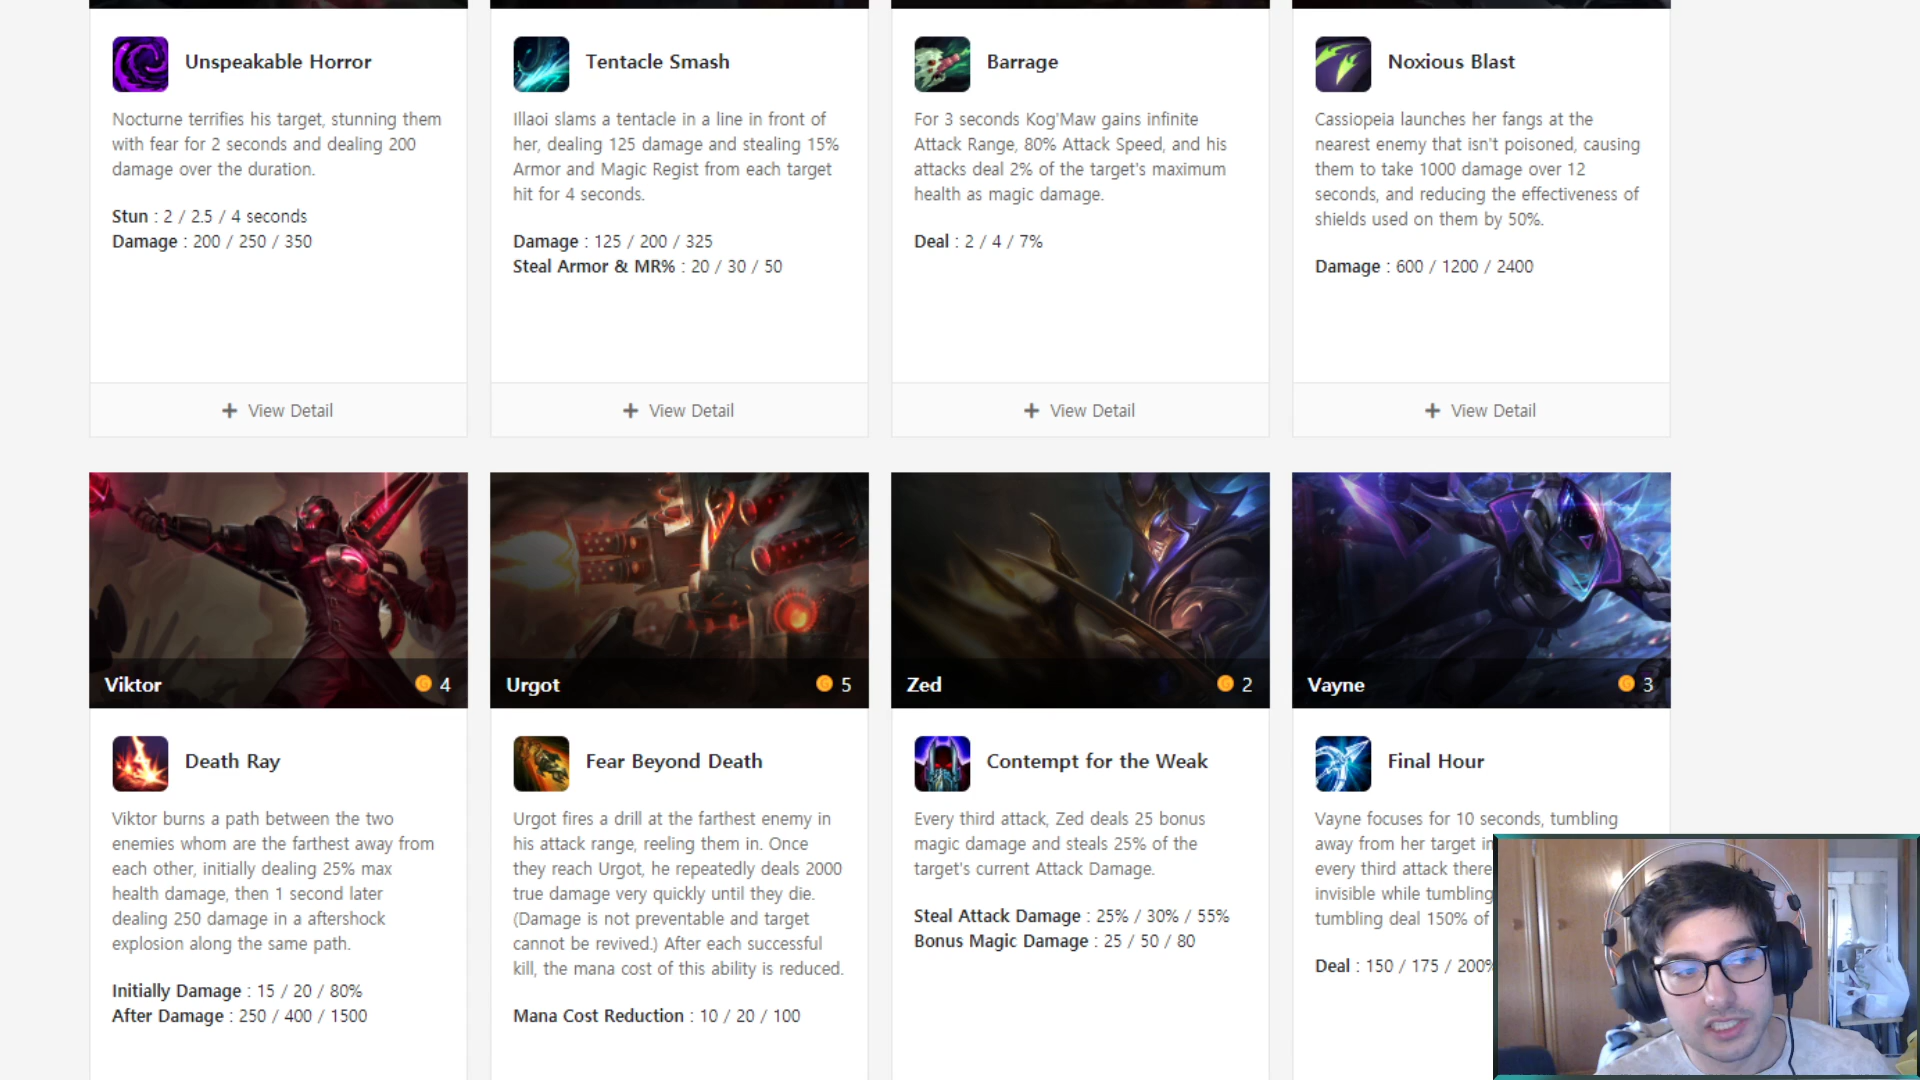 Unspeakable Horror
Nocturne terrifies his target, stunning them
with fear for 2 seconds and dealing 200
damage over the duration.
Stun : 2 / 2.5 / 4 seconds
Damage : 200 / 250 / 350
+ View Detail
Tentacle Smash
Illaoi slams a tentacle in a line in front of
her, dealing 125 damage and stealing 15%
Armor and Magic Regist from each target
hit for 4 seconds.
Damage : 125 / 200 / 325
Steal Armor & MR% : 20 / 30 / 50
+ View Detail
Barrage
For 3 seconds Kog'Maw gains infinite
Attack Range, 80% Attack Speed, and his
attacks deal 2% of the target's maximum
health as magic damage.
Deal : 2 / 4 / 7%
+ View Detail
Noxious Blast
Cassiopeia launches her fangs at the
nearest enemy that isn't poisoned, causing
them to take 1000 damage over 12
seconds, and reducing the effectiveness of
shields used on them by 50%.
Damage : 600 / 1200 / 2400
+ View Detail
Viktor 4
Death Ray
Viktor burns a path between the two
enemies whom are the farthest away from
each other, initially dealing 25% max
health damage, then 1 second later
dealing 250 damage in a aftershock
explosion along the same path.
Initially Damage : 15 / 20 / 80%
After Damage : 250 / 400 / 1500
Urgot 5
Fear Beyond Death
Urgot fires a drill at the farthest enemy in
his attack range, reeling them in. Once
they reach Urgot, he repeatedly deals 2000
true damage very quickly until they die.
(Damage is not preventable and target
cannot be revived.) After each successful
kill, the mana cost of this ability is reduced.
Mana Cost Reduction : 10 / 20 / 100
Zed 2
Contempt for the Weak
Every third attack, Zed deals 25 bonus
magic damage and steals 25% of the
target's current Attack Damage.
Steal Attack Damage : 25% / 30% / 55%
Bonus Magic Damage : 25 / 50 / 80
Vayne 3
Final Hour
Vayne focuses for 10 seconds, tumbling
away from her target
every third attack
invisible while tumbling
tumbling deal 150% of
Deal : 150 / 175 / 200%